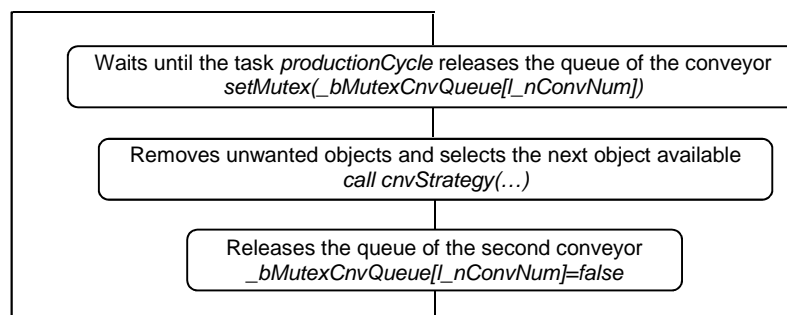 Waits until the task productionCycle releases the queue of the conveyor
setMutex(_bMutexCnvQueue[l_nConvNum])
Removes unwanted objects and selects the next object available
call cnvStrategy(…)
Releases the queue of the second conveyor
_bMutexCnvQueue[l_nConvNum]=false